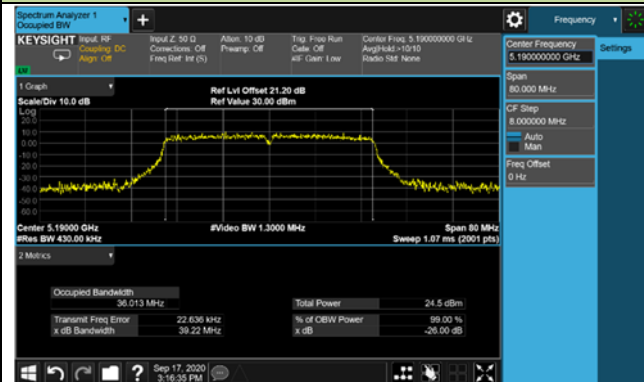 Spectrum Analyzer 1
Occupied BW
+
Frequency
KEYSIGHT
Input: RF
Coupling: DC
Align: Off
Input Z: 50 Ω
Corrections: Off
Freq Ref: Int (S)
Atten: 10 dB
Preamp: Off
Trig: Free Run
Gate: Off
#IF Gain: Low
Center Freq: 5.190000000 GHz
Avg|Hold:>10/10
Radio Std: None
Center Frequency
5.190000000 GHz
Settings
Span
80.000 MHz
CF Step
8.000000 MHz
Auto
Man
Freq Offset
0 Hz
1 Graph
Scale/Div 10.0 dB
Ref Lvl Offset 21.20 dB
Ref Value 30.00 dBm
Log
20.0
10.0
0.00
-10.0
-20.0
-30.0
-40.0
-50.0
-60.0
Center 5.19000 GHz
#Res BW 430.00 kHz
#Video BW 1.3000 MHz
Span 80 MHz
Sweep 1.07 ms (2001 pts)
2 Metrics
Occupied Bandwidth
36.013 MHz
Total Power 24.5 dBm
Transmit Freq Error 22.636 kHz
% of OBW Power 99.00 %
x dB Bandwidth 39.22 MHz
x dB -26.00 dB
?
Sep 17, 2020
3:16:35 PM